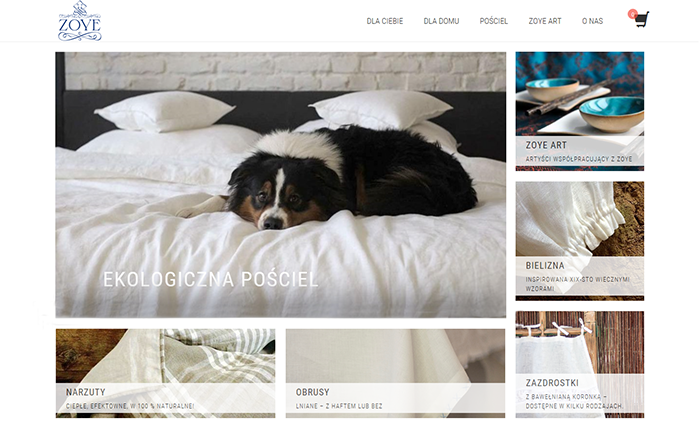 ZOYE
DLA CIEBIE
DLA DOMU
POŚCIEL
ZOYE ART
O NAS
EKOLOGICZNA POŚCIEL
ZOYE ART
ARTYŚCI WSPÓŁPRACUJĄCY Z ZOYE
BIELIZNA
INSPIROWANA XIX-STO WIECZNYMI
WZORAMI
NARZUTY
CIEPŁE, EFEKTOWNE, W 100 % NATURALNE!
OBRUSY
LNIANE – Z HAFTEM LUB BEZ
ZAZDROSTKI
Z BAWEŁNIANĄ KORONKĄ –
DOSTĘPNE W KILKU RODZAJACH.